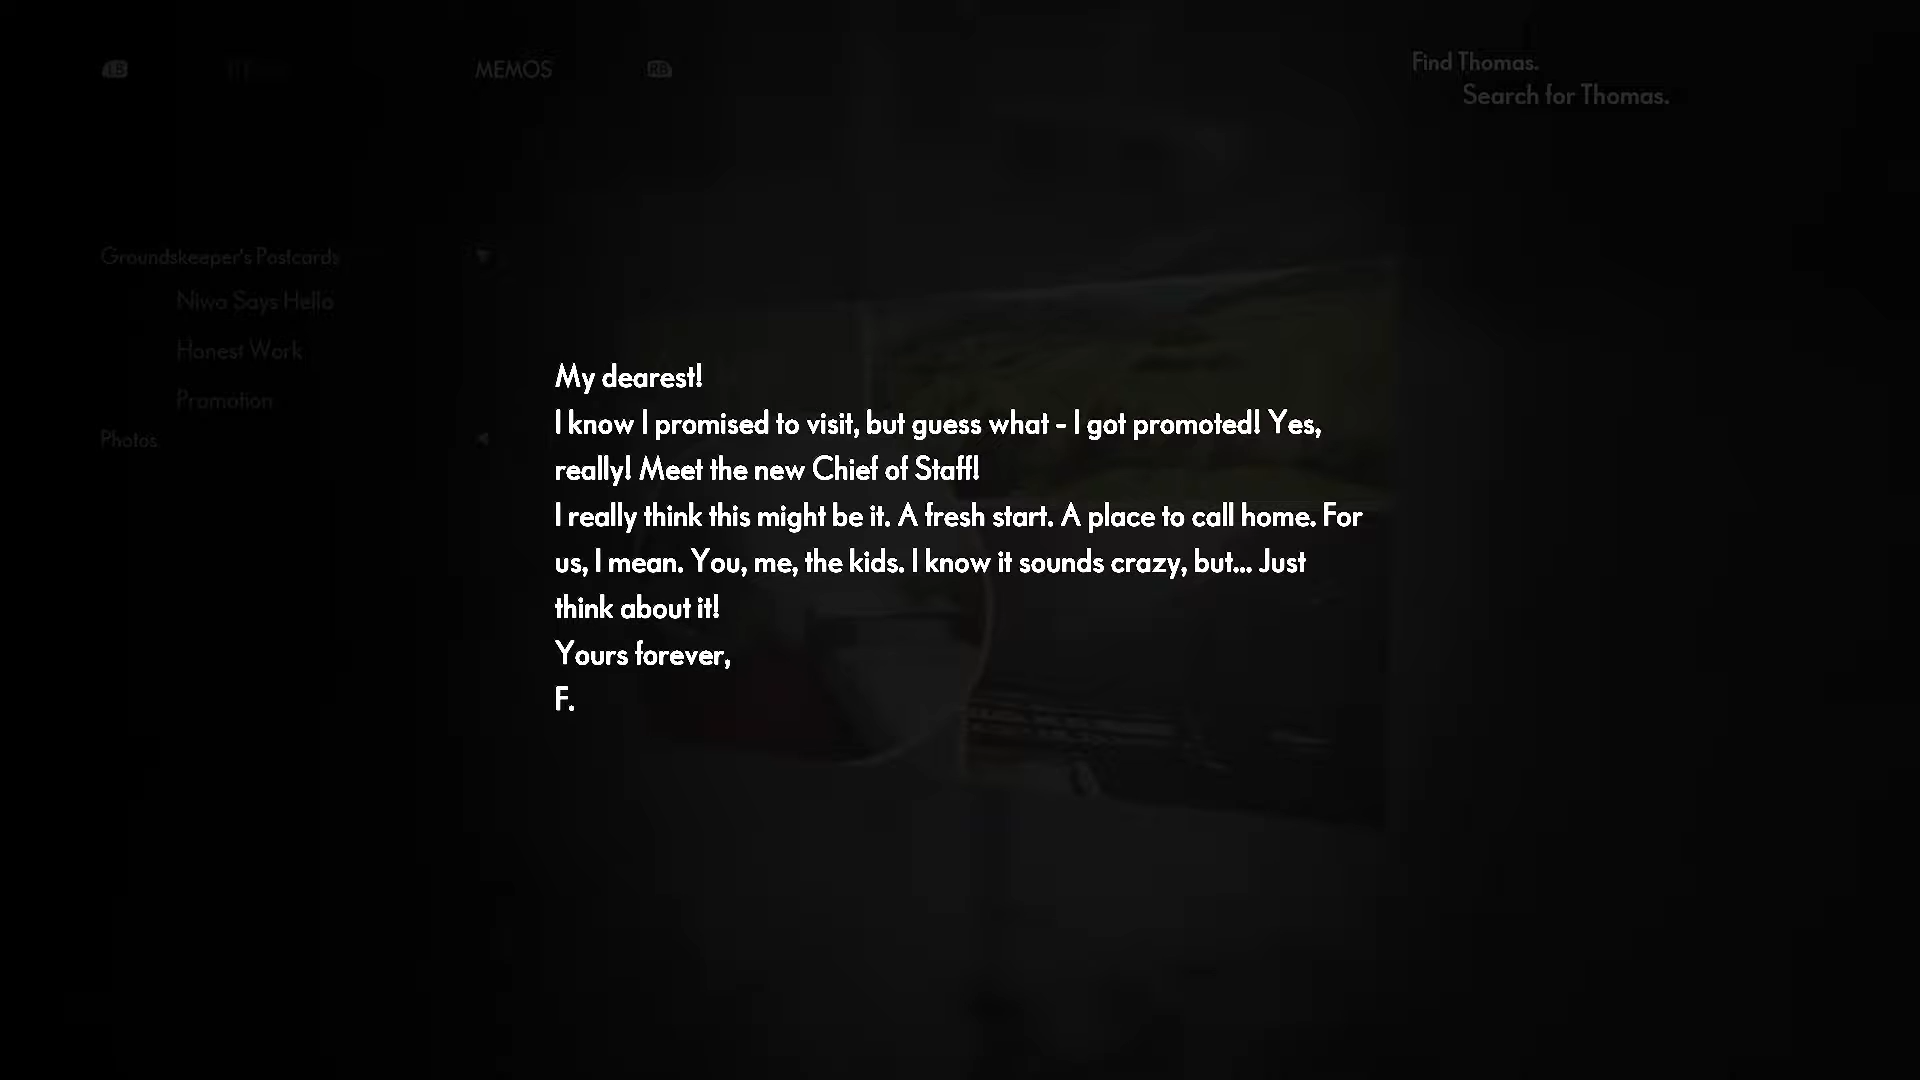 LB
MEMOS
RB
Find Thomas.
Search for Thomas.
Groundskeeper's Postcards
Niwa Says Hello
Honest Work
Promotion
Photos
My dearest!
I know I promised to visit, but guess what - I got promoted! Yes,
really! Meet the new Chief of Staff!
I really think this might be it. A fresh start. A place to call home. For
us, I mean. You, me, the kids. I know it sounds crazy, but... Just
think about it!
Yours forever,
F.